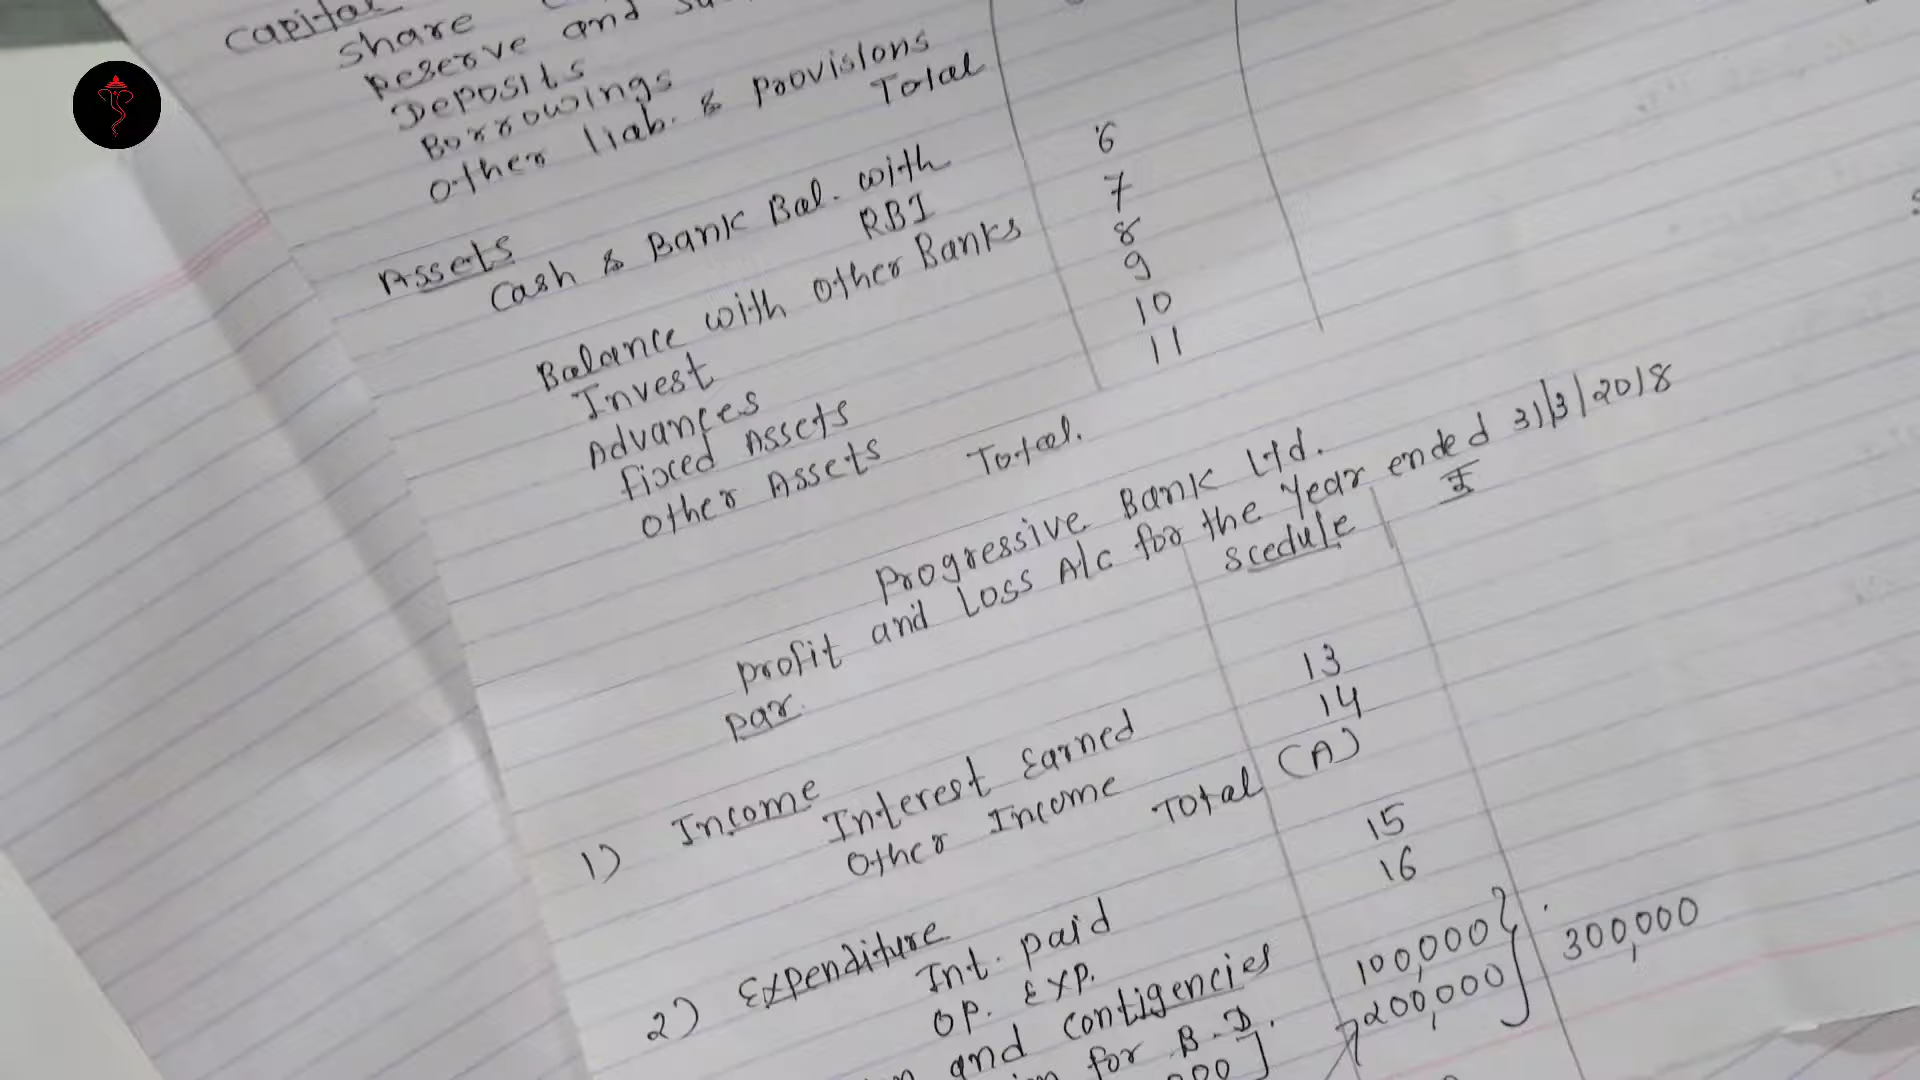 capital
share
Reserve and
Deposits
Borrowings
other liab. & provisions
Total
Assets
Cash & Bank Bal. with RBI 6
Balance with other Banks 7
Invest 8
Advances 9
Fixed Assets 10
other Assets 11
Total.
Progressive Bank Ltd.
Profit and Loss A/c for the Year ended 31/3/2018
par. scedule ₹
1) Income
Interest Earned 13
Other Income 14
Total (A)
2) Expenditure
Int. paid 15
Op. Exp. 16
and contigencies
for B.D. 100,000
200,000 300,000